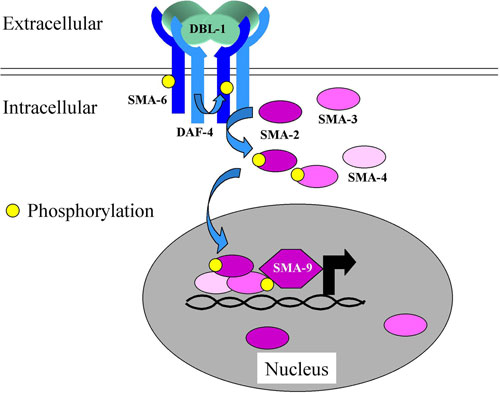 Extracellular
DBL-1
Intracellular
SMA-6
DAF-4
SMA-2
SMA-3
SMA-4
Phosphorylation
SMA-9
Nucleus